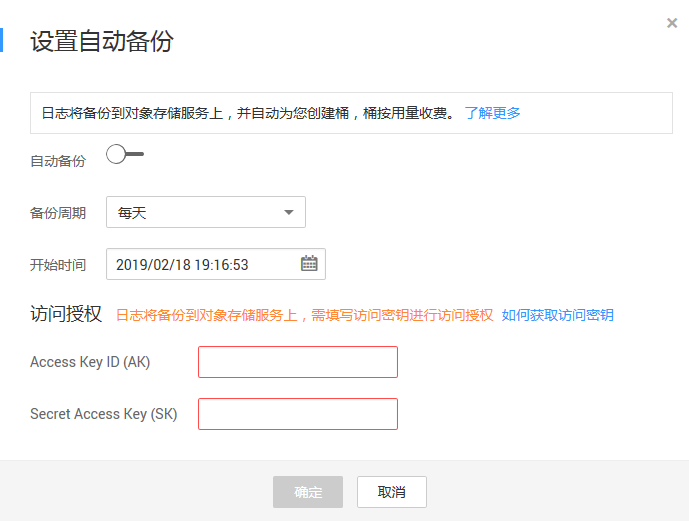 设置自动备份
日志将备份到对象存储服务上，并自动为您创建桶，桶按用量收费。 了解更多
自动备份
备份周期 每天
开始时间 2019/02/18 19:16:53
访问授权 日志将备份到对象存储服务上，需填写访问密钥进行访问授权 如何获取访问密钥
Access Key ID (AK)
Secret Access Key (SK)
确定 取消